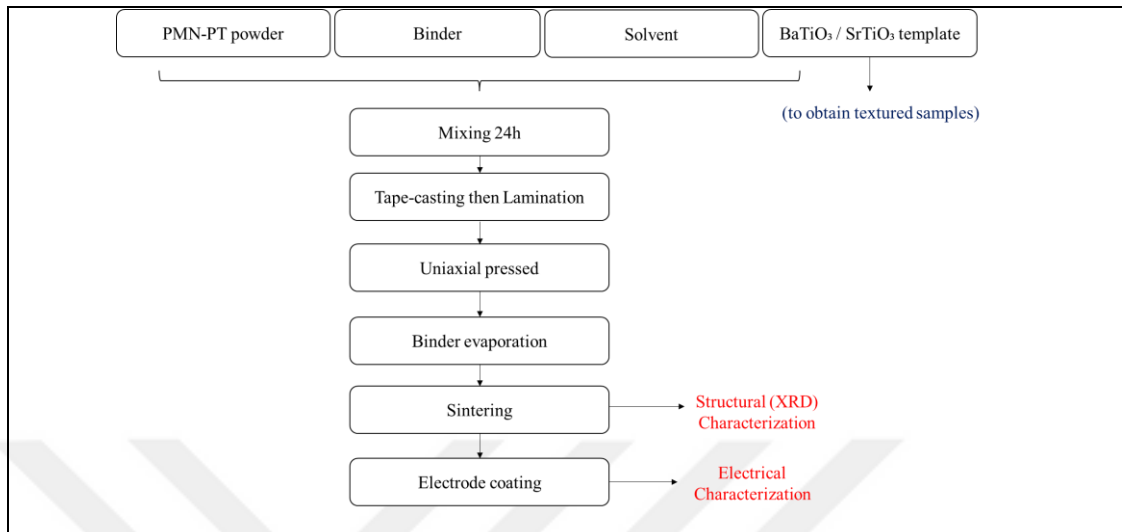 PMN-PT powder
Binder
Solvent
BaTiO₃ / SrTiO₃ template
(to obtain textured samples)
Mixing 24h
Tape-casting then Lamination
Uniaxial pressed
Binder evaporation
Sintering
Structural (XRD)
Characterization
Electrode coating
Electrical
Characterization